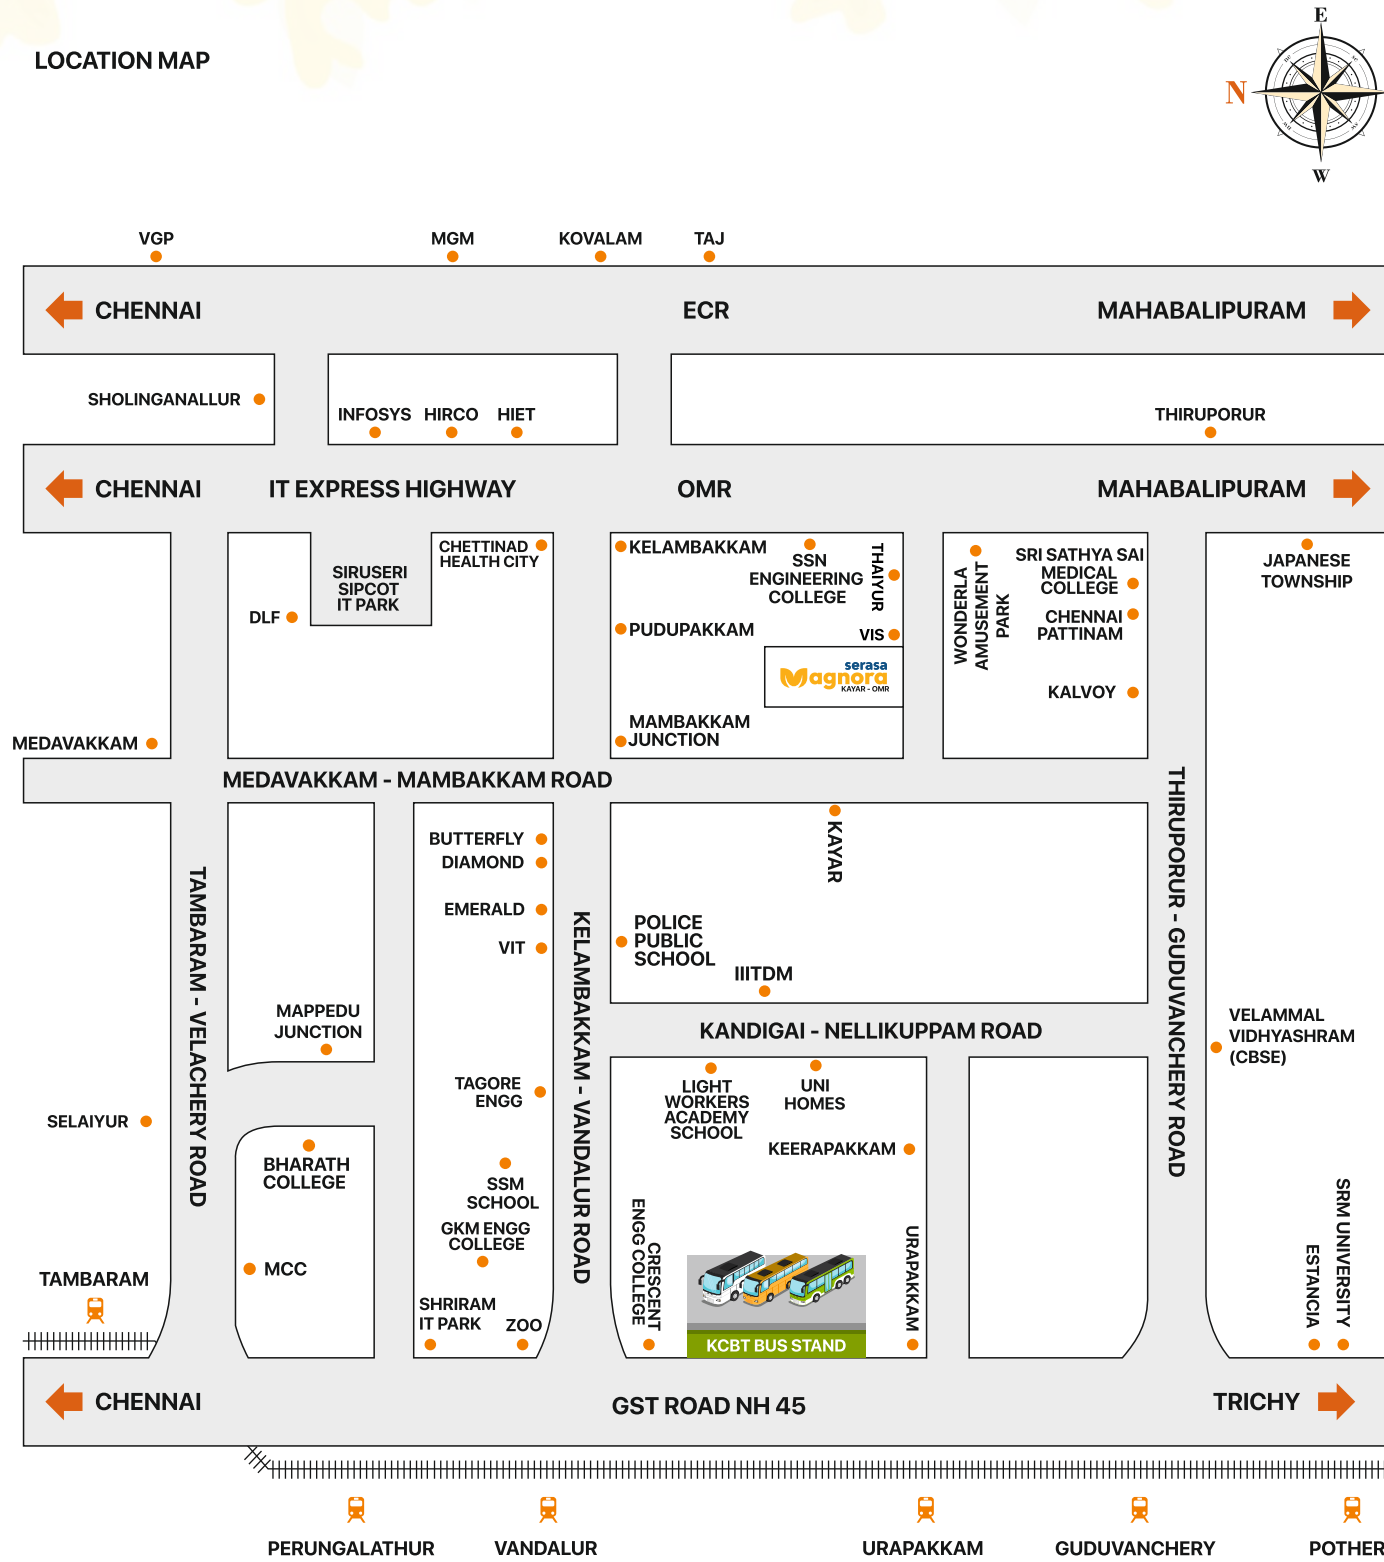 LOCATION MAP
E
N
W
VGP
MGM
KOVALAM
TAJ
CHENNAI
ECR
MAHABALIPURAM
SHOLINGANALLUR
INFOSYS
HIRCO
HIET
THIRUPORUR
CHENNAI
IT EXPRESS HIGHWAY
OMR
MAHABALIPURAM
SIRUSERI
SIPCOT
IT PARK
DLF
CHETTINAD
HEALTH CITY
KELAMBAKKAM
SSN
ENGINEERING
COLLEGE
THAIYUR
PUDUPAKKAM
VIS
serasa
Magnora
KAYAR - OMR
MAMBAKKAM
JUNCTION
WONDERLA
AMUSEMENT
PARK
SRI SATHYA SAI
MEDICAL
COLLEGE
CHENNAI
PATTINAM
KALVOY
JAPANESE
TOWNSHIP
MEDAVAKKAM
MEDAVAKKAM - MAMBAKKAM ROAD
TAMBARAM - VELACHERY ROAD
BUTTERFLY
DIAMOND
EMERALD
VIT
KELAMBAKKAM - VANDALUR ROAD
KAYAR
POLICE
PUBLIC
SCHOOL
IIITDM
THIRUPORUR - GUDUVANCHERY ROAD
MAPPEDU
JUNCTION
KANDIGAI - NELLIKUPPAM ROAD
VELAMMAL
VIDHYASHRAM
(CBSE)
TAGORE
ENGG
LIGHT
WORKERS
ACADEMY
SCHOOL
UNI
HOMES
SELAIYUR
BHARATH
COLLEGE
KEERAPAKKAM
SSM
SCHOOL
GKM ENGG
COLLEGE
MCC
CRESCENT
ENGG COLLEGE
URAPAKKAM
ESTANCIA
SRM UNIVERSITY
TAMBARAM
SHRIRAM
IT PARK
ZOO
KCBT BUS STAND
CHENNAI
GST ROAD NH 45
TRICHY
PERUNGALATHUR
VANDALUR
URAPAKKAM
GUDUVANCHERY
POTHER